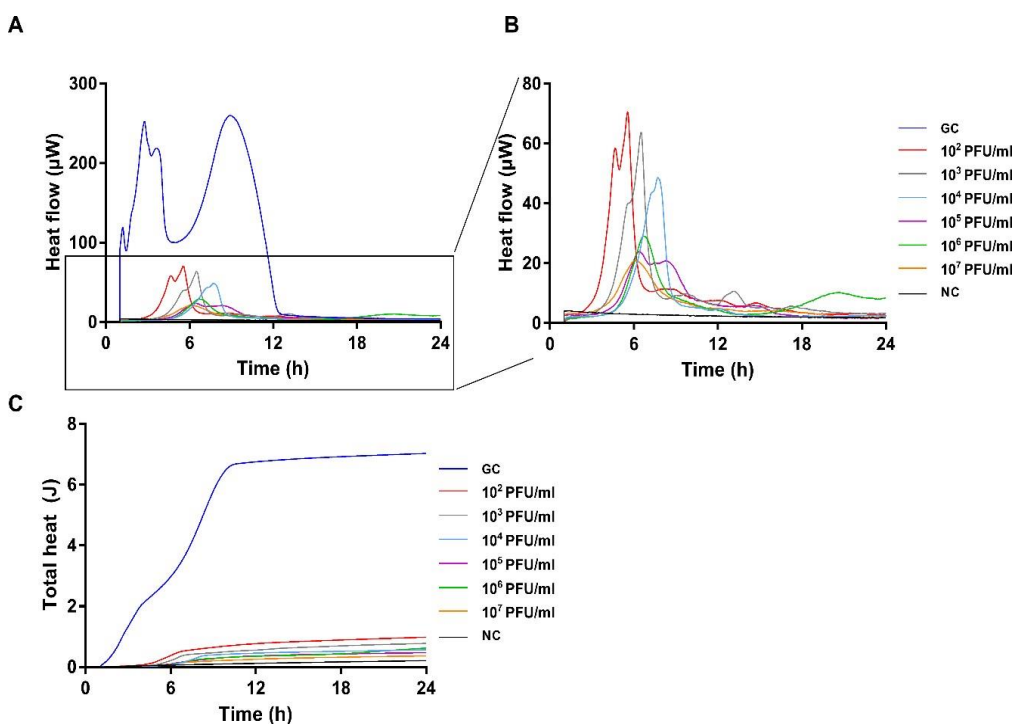 A
300
200
100
0
Heat flow (µW)
0 6 12 18 24
Time (h)
B
80
60
40
20
0
Heat flow (µW)
0 6 12 18 24
Time (h)
GC
10² PFU/ml
10³ PFU/ml
10⁴ PFU/ml
10⁵ PFU/ml
10⁶ PFU/ml
10⁷ PFU/ml
NC
C
8
6
4
2
0
Total heat (J)
0 6 12 18 24
Time (h)
GC
10² PFU/ml
10³ PFU/ml
10⁴ PFU/ml
10⁵ PFU/ml
10⁶ PFU/ml
10⁷ PFU/ml
NC